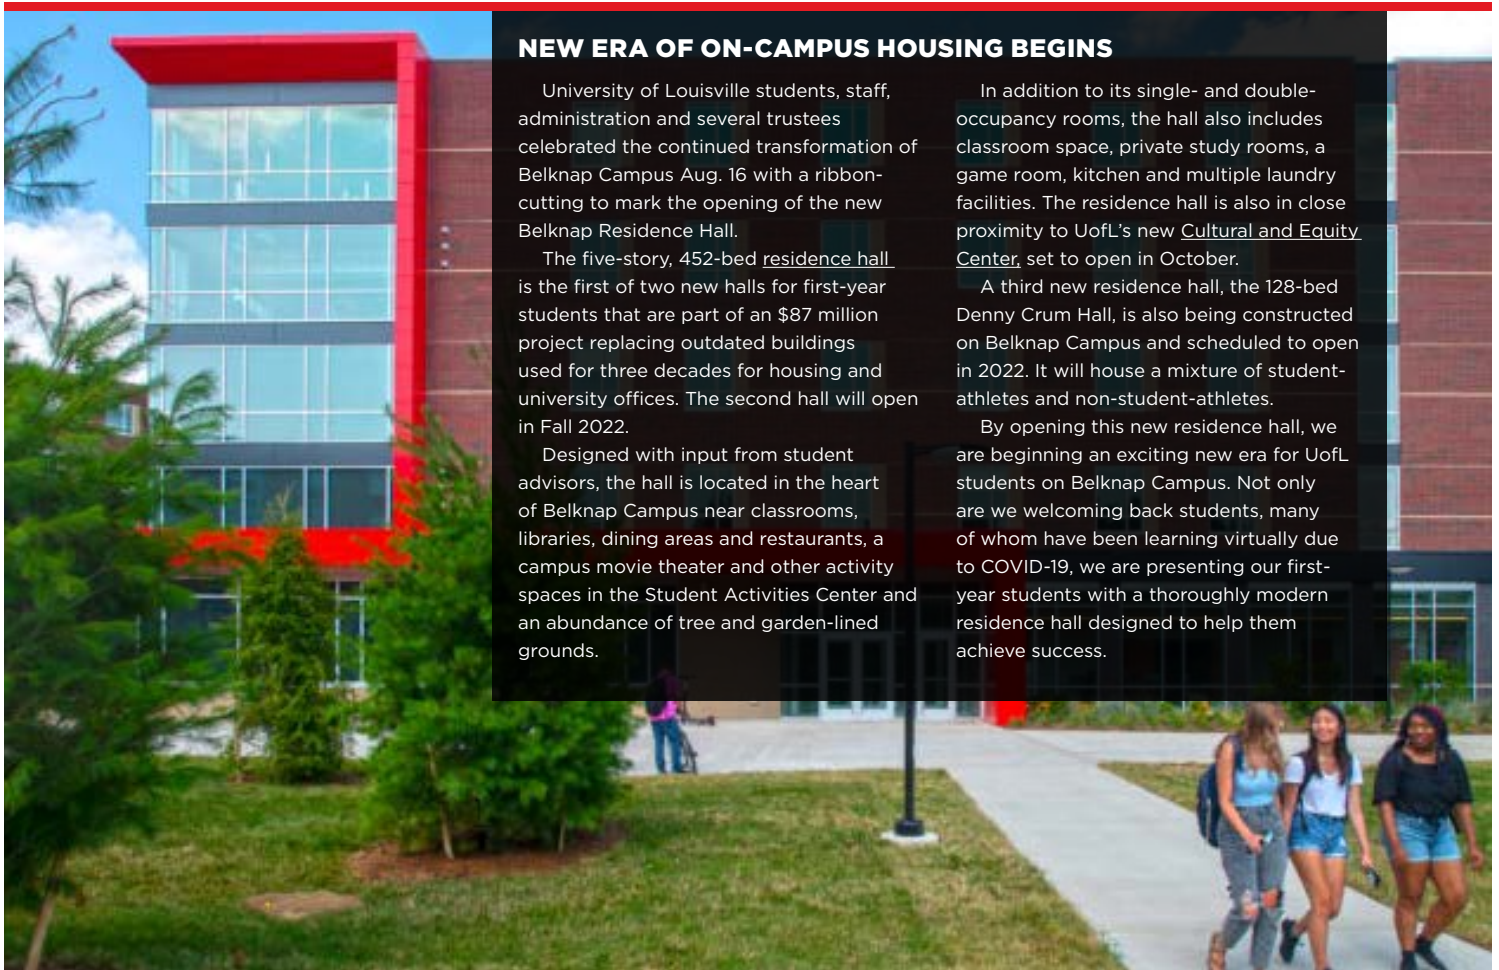 NEW ERA OF ON-CAMPUS HOUSING BEGINS
University of Louisville students, staff,
administration and several trustees
celebrated the continued transformation of
Belknap Campus Aug. 16 with a ribbon-
cutting to mark the opening of the new
Belknap Residence Hall.
The five-story, 452-bed residence hall
is the first of two new halls for first-year
students that are part of an $87 million
project replacing outdated buildings
used for three decades for housing and
university offices. The second hall will open
in Fall 2022.
Designed with input from student
advisors, the hall is located in the heart
of Belknap Campus near classrooms,
libraries, dining areas and restaurants, a
campus movie theater and other activity
spaces in the Student Activities Center and
an abundance of tree and garden-lined
grounds.
In addition to its single- and double-
occupancy rooms, the hall also includes
classroom space, private study rooms, a
game room, kitchen and multiple laundry
facilities. The residence hall is also in close
proximity to UofL’s new Cultural and Equity
Center, set to open in October.
A third new residence hall, the 128-bed
Denny Crum Hall, is also being constructed
on Belknap Campus and scheduled to open
in 2022. It will house a mixture of student-
athletes and non-student-athletes.
By opening this new residence hall, we
are beginning an exciting new era for UofL
students on Belknap Campus. Not only
are we welcoming back students, many
of whom have been learning virtually due
to COVID-19, we are presenting our first-
year students with a thoroughly modern
residence hall designed to help them
achieve success.